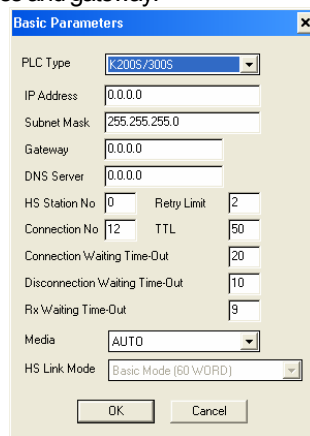 ss and gateway.
Basic Parameters
PLC Type K200S/300S
IP Address 0.0.0.0
Subnet Mask 255.255.255.0
Gateway 0.0.0.0
DNS Server 0.0.0.0
HS Station No 0 Retry Limit 2
Connection No 12 TTL 50
Connection Waiting Time-Out 20
Disconnection Waiting Time-Out 10
Rx Waiting Time-Out 9
Media AUTO
HS Link Mode Basic Mode (60 WORD)
OK Cancel